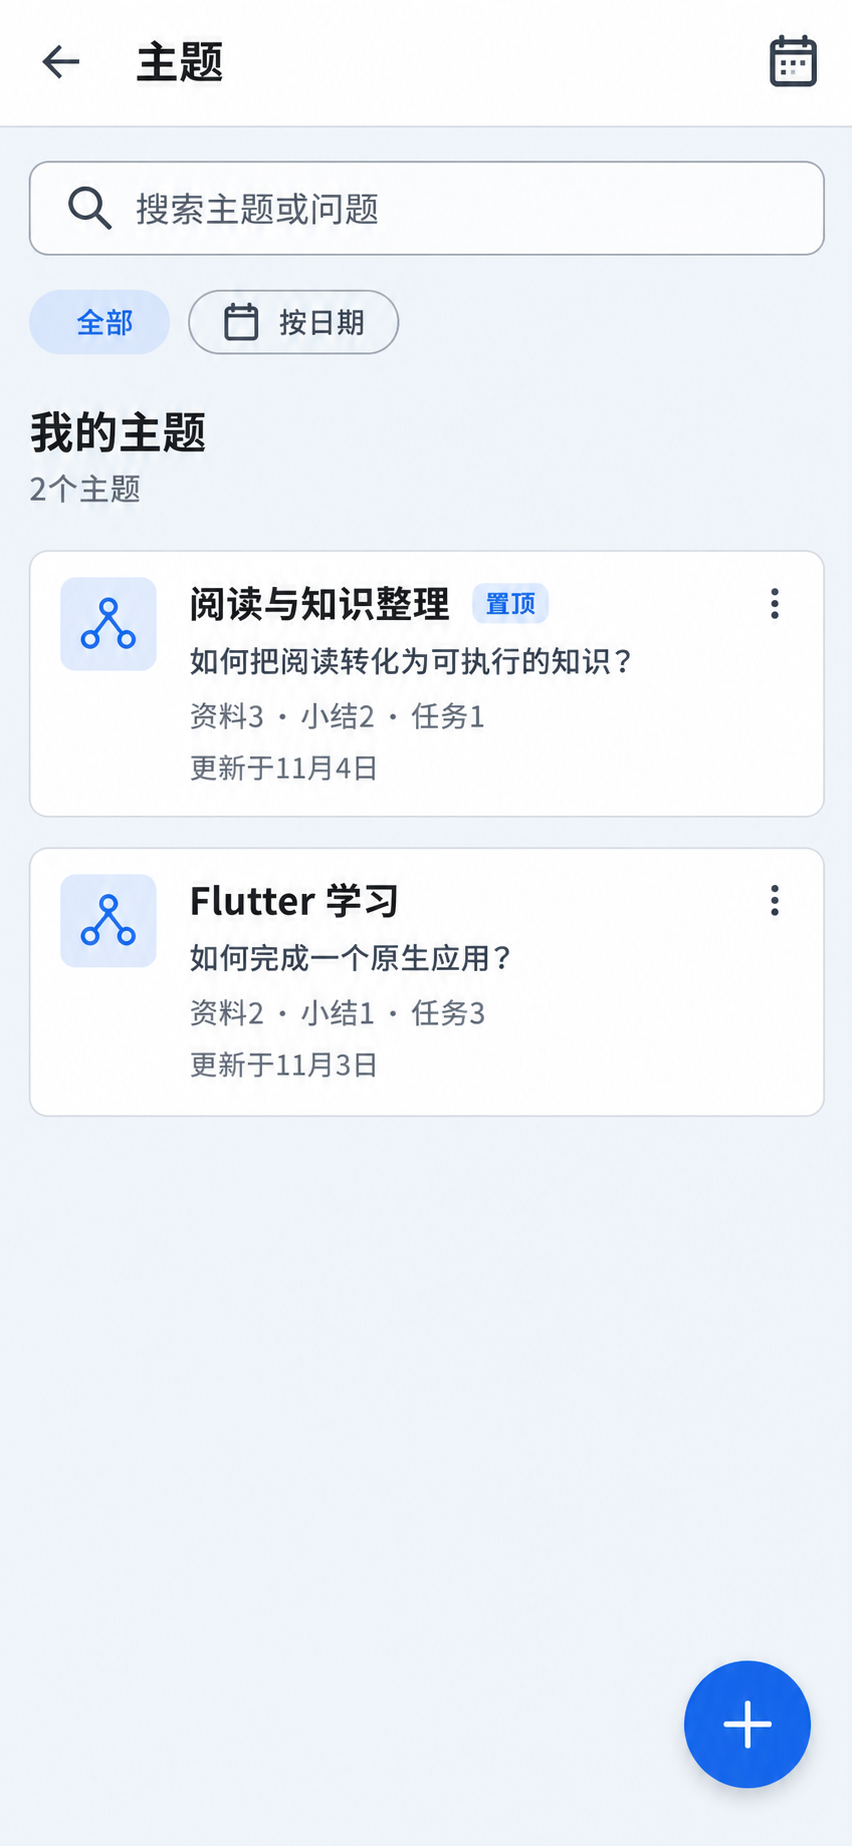 主题
搜索主题或问题
全部
按日期
我的主题
2个主题
阅读与知识整理 置顶
如何把阅读转化为可执行的知识？
资料3 · 小结2 · 任务1
更新于11月4日
Flutter 学习
如何完成一个原生应用？
资料2 · 小结1 · 任务3
更新于11月3日